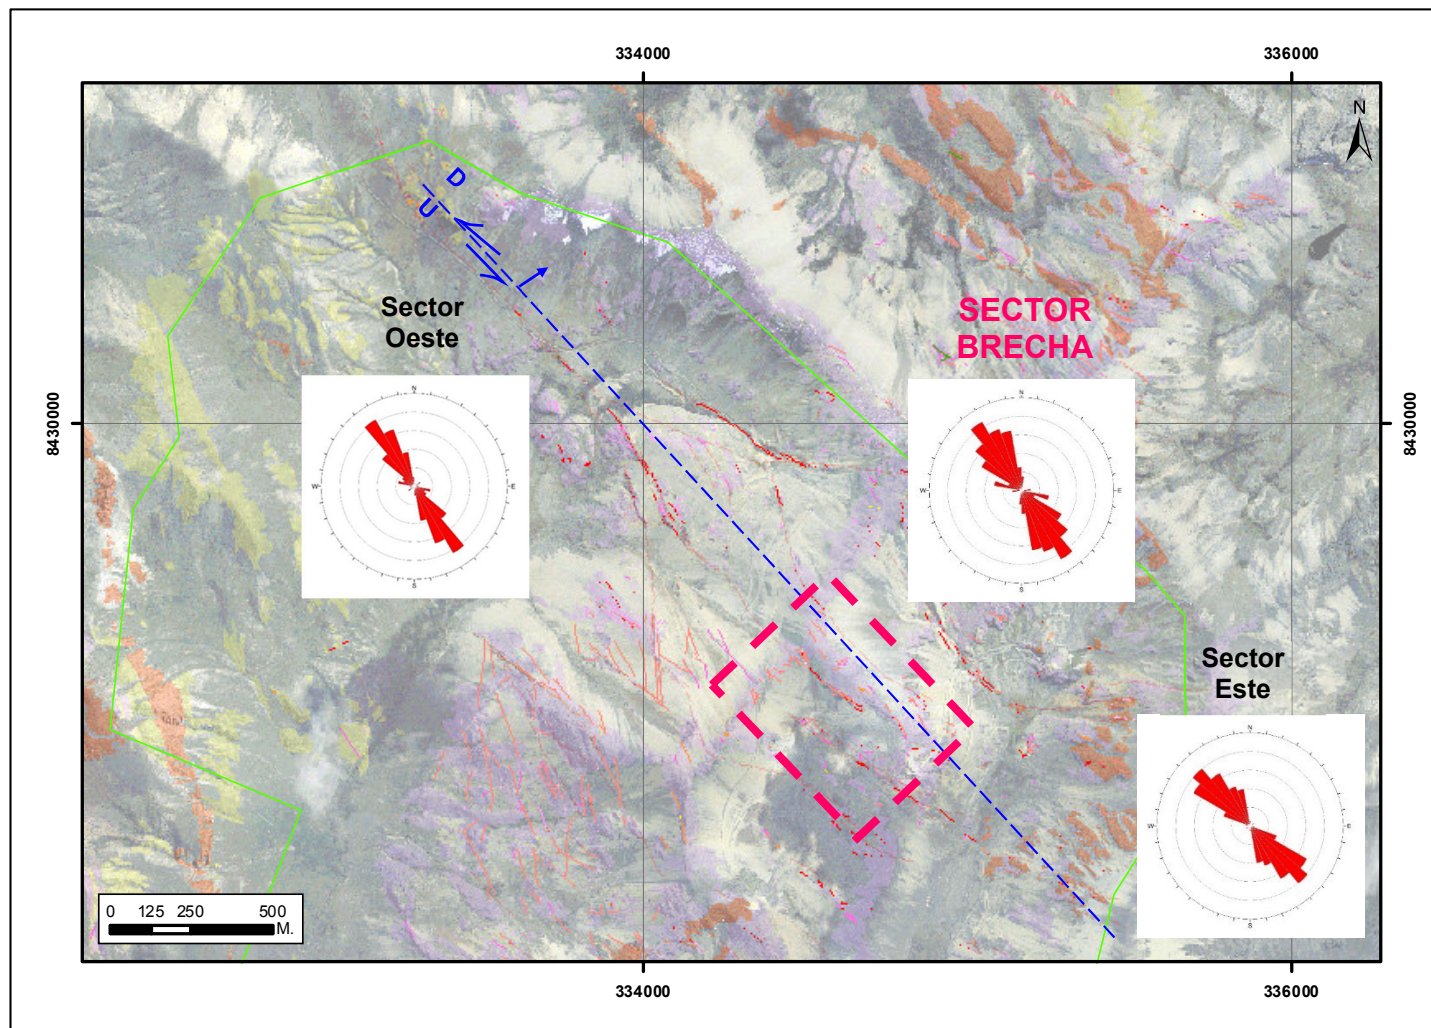 334000
336000
N
D
U
Sector
Oeste
SECTOR
BRECHA
8430000
8430000
N
W
E
S
N
W
E
S
Sector
Este
N
W
E
S
0 125 250 500
M.
334000
336000